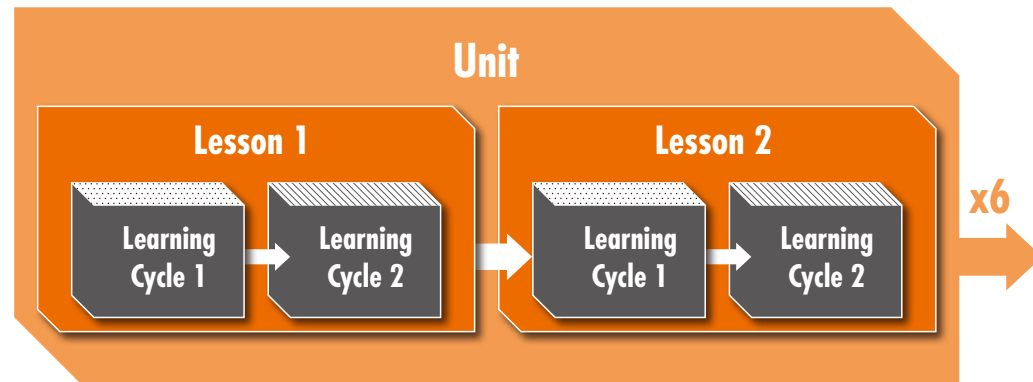 Unit
Lesson 1
Learning
Cycle 1
Learning
Cycle 2
Lesson 2
Learning
Cycle 1
Learning
Cycle 2
x6